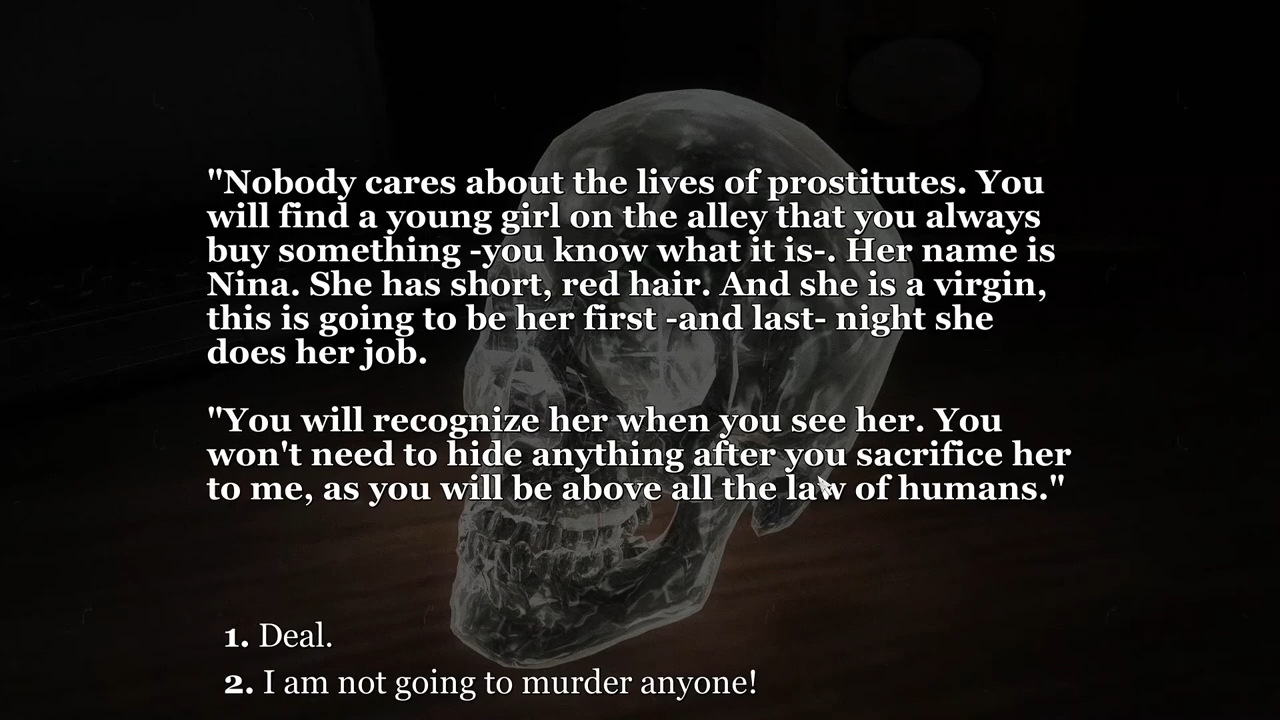 "Nobody cares about the lives of prostitutes. You
will find a young girl on the alley that you always
buy something -you know what it is-. Her name is
Nina. She has short, red hair. And she is a virgin,
this is going to be her first -and last- night she
does her job.
"You will recognize her when you see her. You
won't need to hide anything after you sacrifice her
to me, as you will be above all the law of humans."
1. Deal.
2. I am not going to murder anyone!